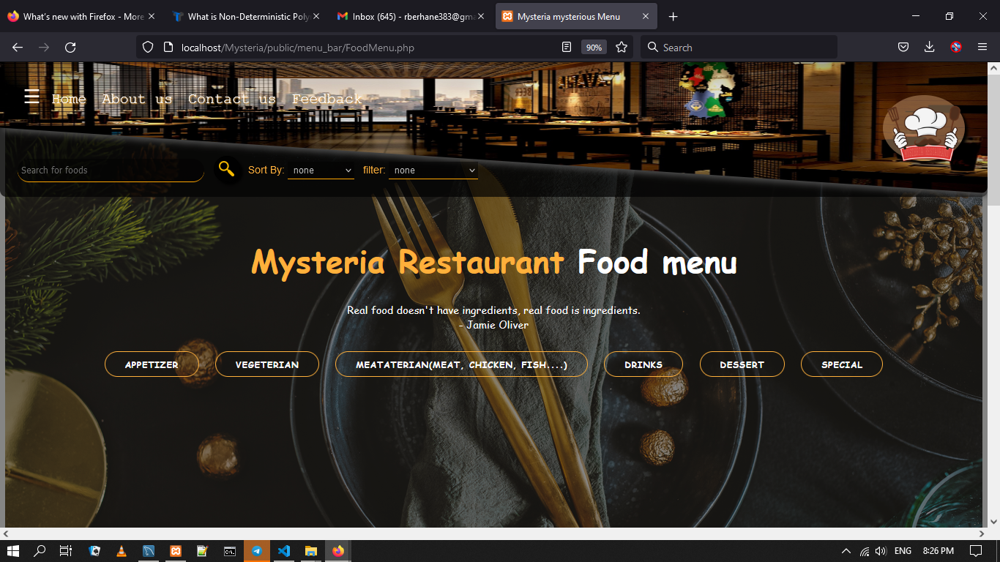 What's new with Firefox - More
What is Non-Deterministic Poly
Inbox (645) - rberhane383@gma
Mysteria mysterious Menu
localhost/Mysteria/public/menu_bar/FoodMenu.php
90%
Search
Home About us Contact us Feedback
Search for foods
Sort By: none
filter: none
Mysteria Restaurant Food menu
Real food doesn't have ingredients, real food is ingredients.
- Jamie Oliver
APPETIZER
VEGETERIAN
MEATATERIAN(MEAT, CHICKEN, FISH....)
DRINKS
DESSERT
SPECIAL
ENG
8:26 PM